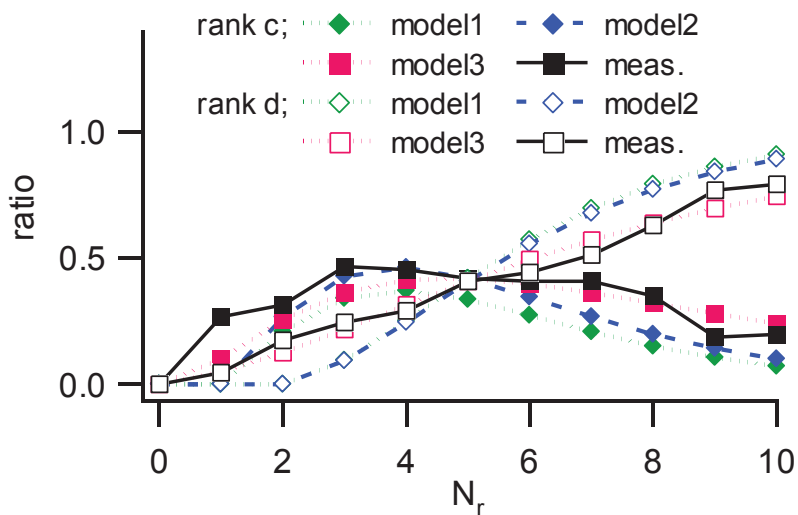 rank c; model1 model2
model3 meas.
rank d; model1 model2
model3 meas.
1.0
0.5
0.0
ratio
0 2 4 6 8 10
Nr